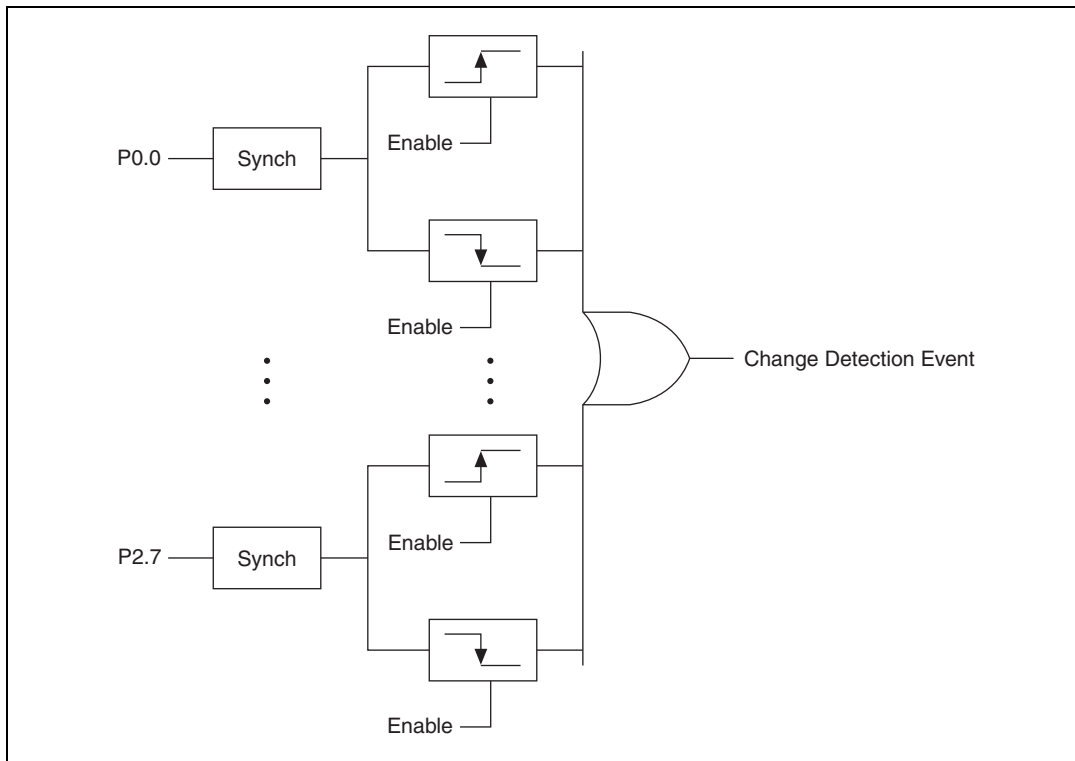 Enable
P0.0
Synch
Enable
Change Detection Event
Enable
P2.7
Synch
Enable